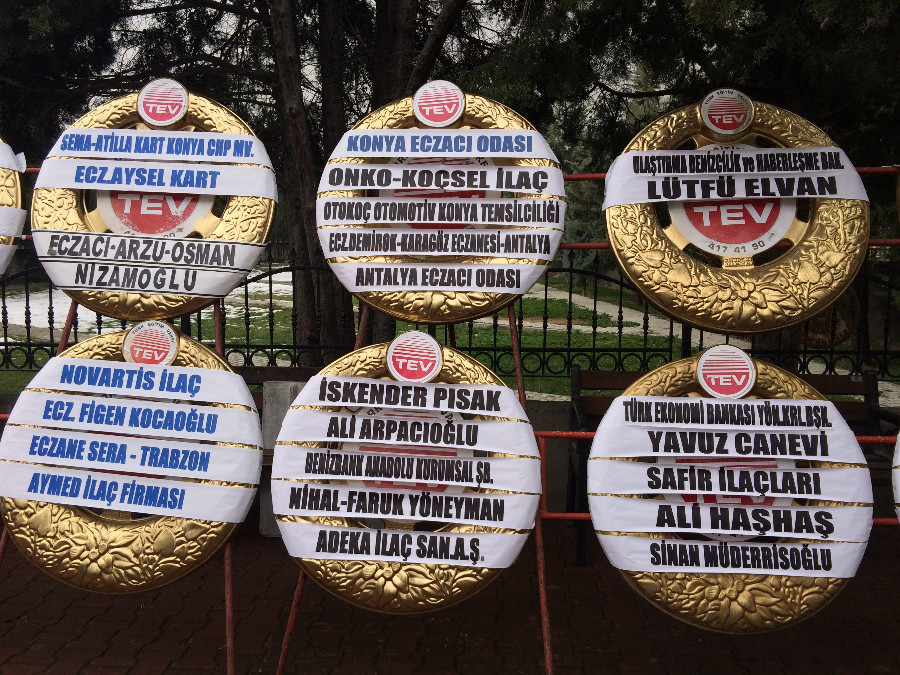 TEV
SEMA-ATİLLA KART KONYA CHP MV.
ECZ.AYSEL KART
TEV
ECZACI-ARZU-OSMAN
NİZAMOĞLU
TEV
KONYA ECZACI ODASI
ONKO-KOÇSEL İLAÇ
OTOKOÇ OTOMOTİV KONYA TEMSİLCİLİĞİ
ECZ.DEMİROK-KARAGÖZ ECZANESİ-ANTALYA
ANTALYA ECZACI ODASI
TEV
ULAŞTIRMA DENİZCİLİK ve HABERLEŞME BAK.
LÜTFÜ ELVAN
TEV
417 41 90
TEV
NOVARTIS İLAÇ
ECZ. FİGEN KOCAOĞLU
ECZANE SERA - TRABZON
AYMED İLAÇ FİRMASI
TEV
İSKENDER PISAK
ALİ ARPACIOĞLU
DENİZBANK ANADOLU KURUMSAL ŞB.
NİHAL-FARUK YÖNEYMAN
ADEKA İLAÇ SAN.A.Ş.
TEV
TÜRK EKONOMİ BANKASI YÖN.KRL.BŞK.
YAVUZ CANEVİ
SAFİR İLAÇLARI
ALİ HAŞHAŞ
SİNAN MÜDERRİSOĞLU